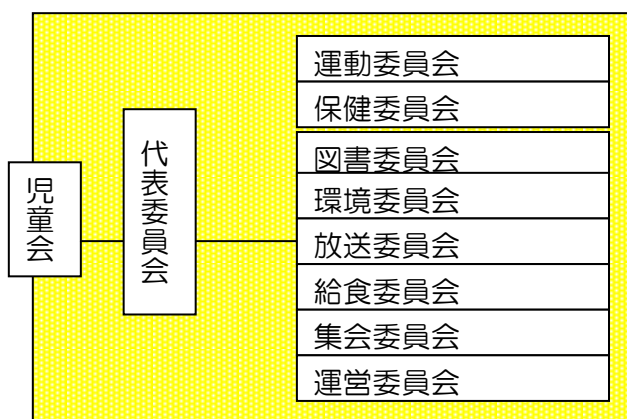 児童会
代表委員会
運動委員会
保健委員会
図書委員会
環境委員会
放送委員会
給食委員会
集会委員会
運営委員会